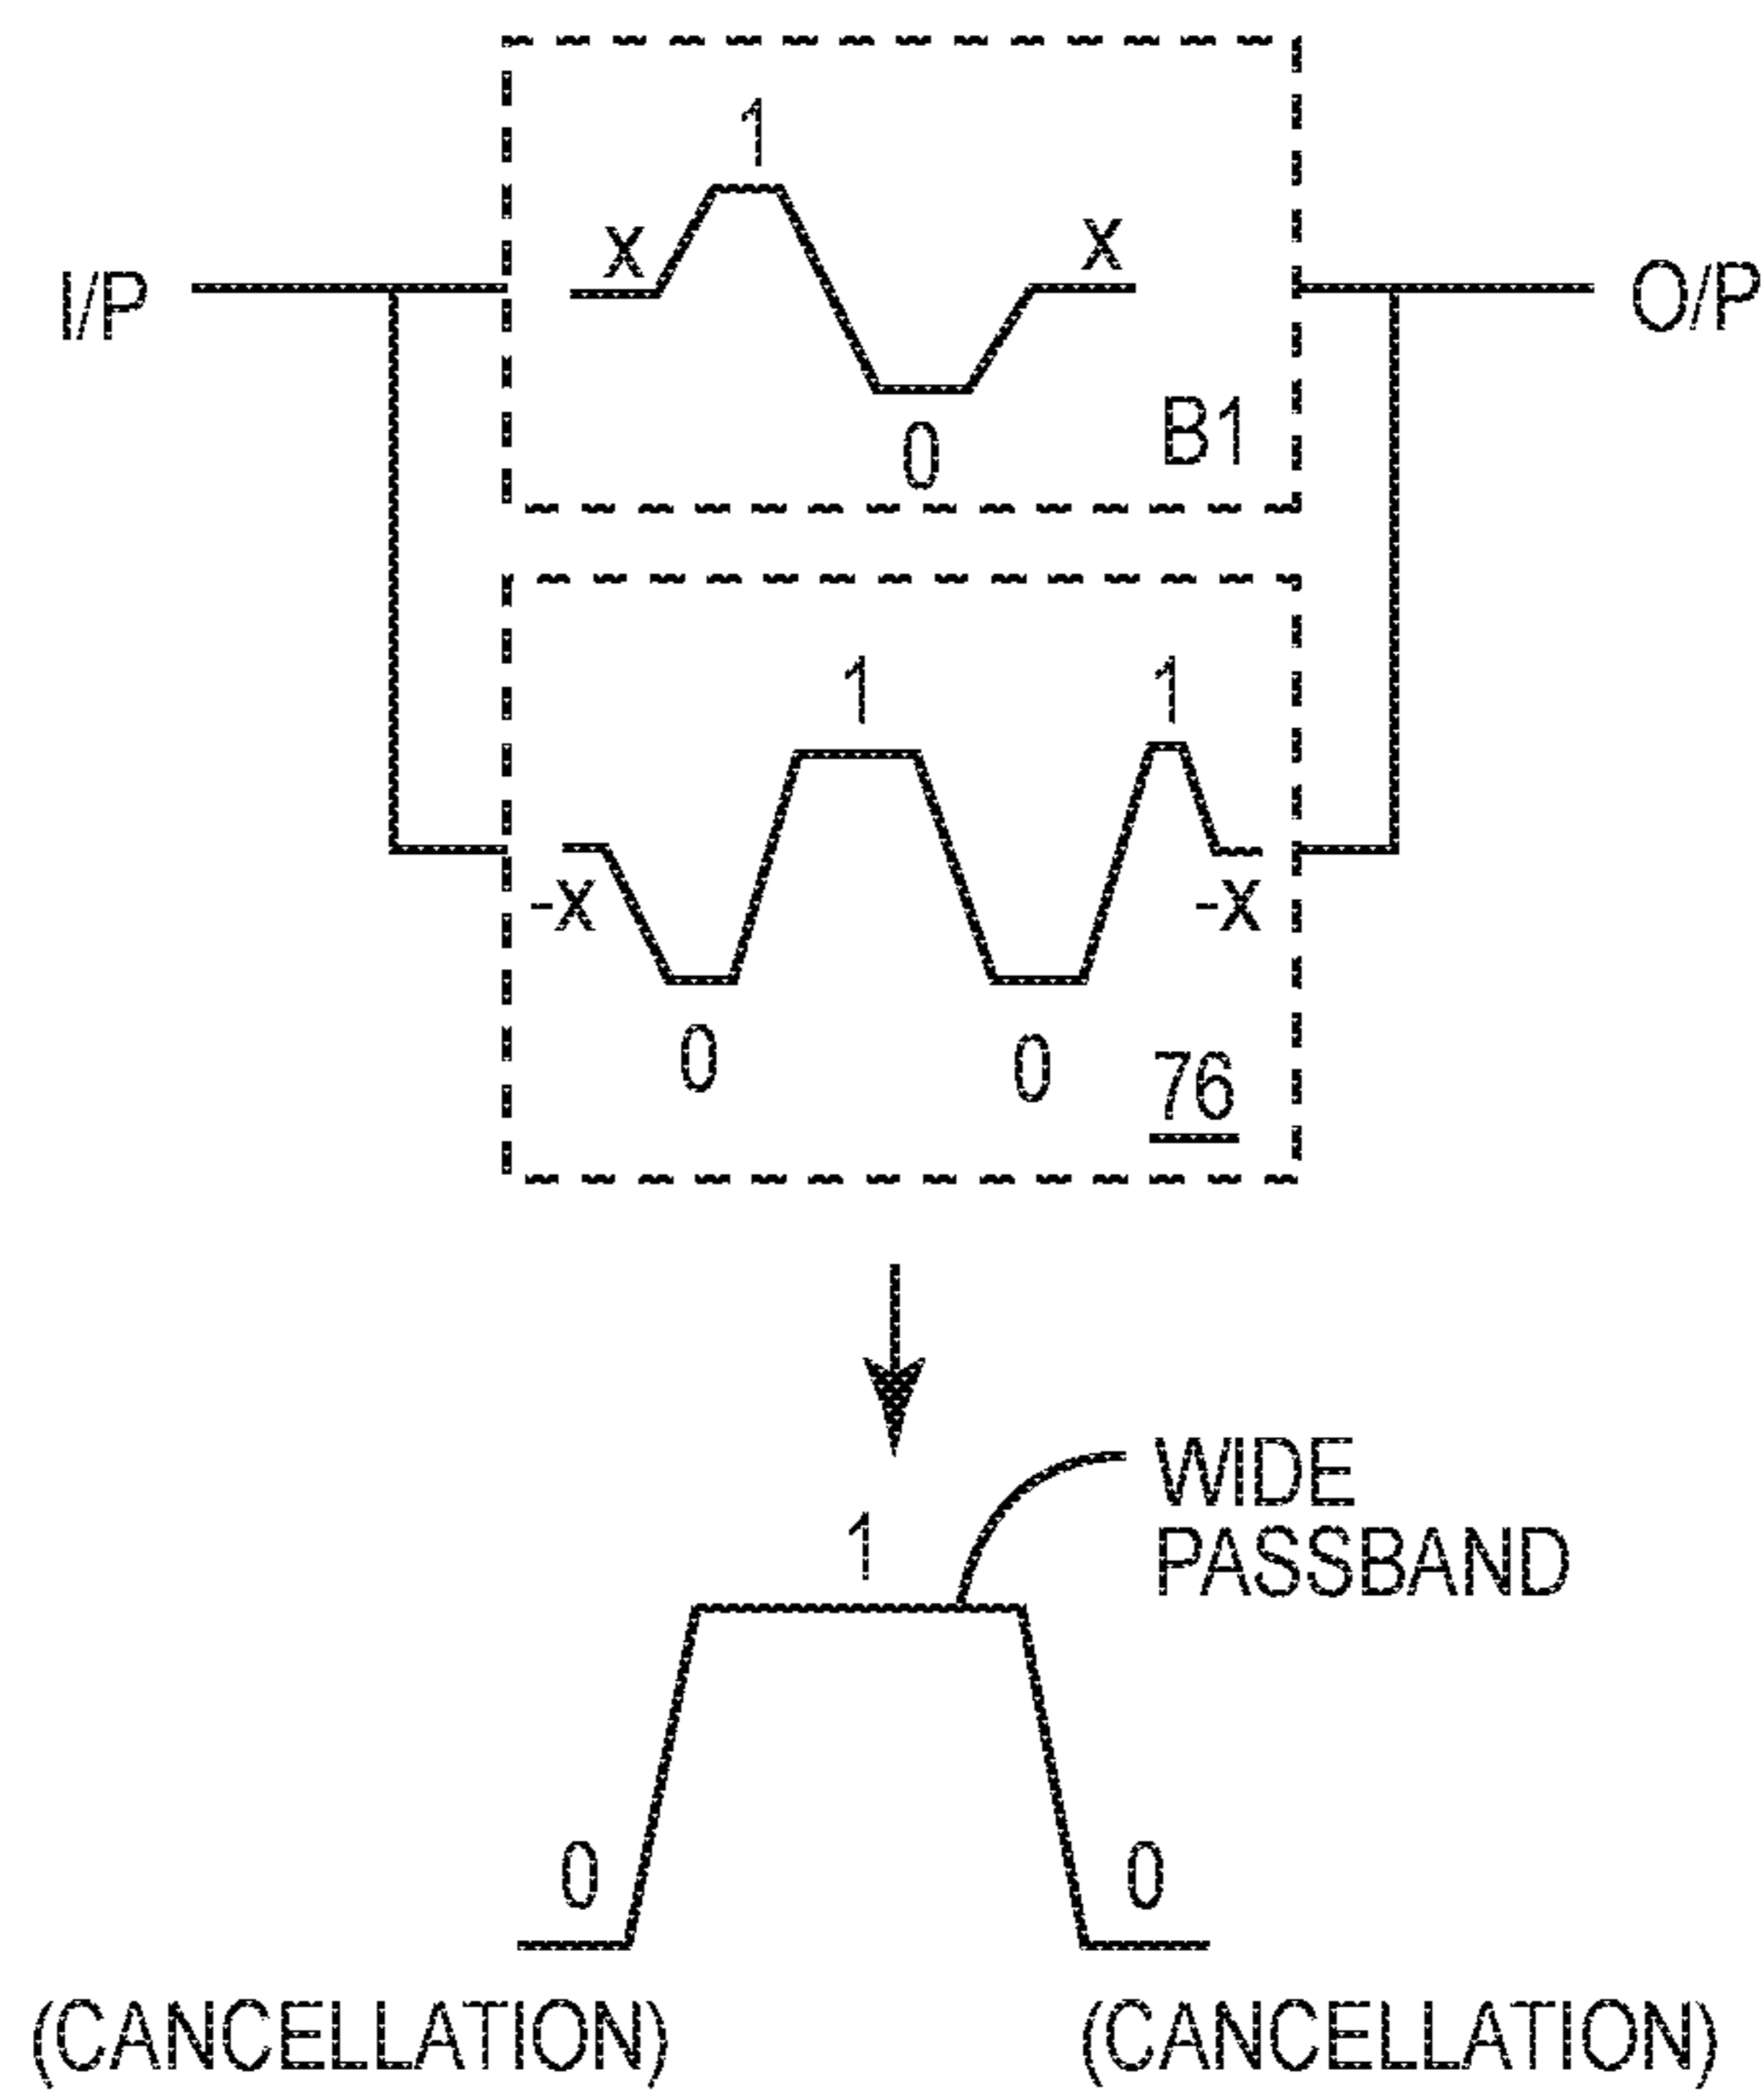 1
X
X
I/P
O/P
B1
0
1
1
-X
-X
0
0
76
WIDE
PASSBAND
1
0
0
(CANCELLATION)
(CANCELLATION)